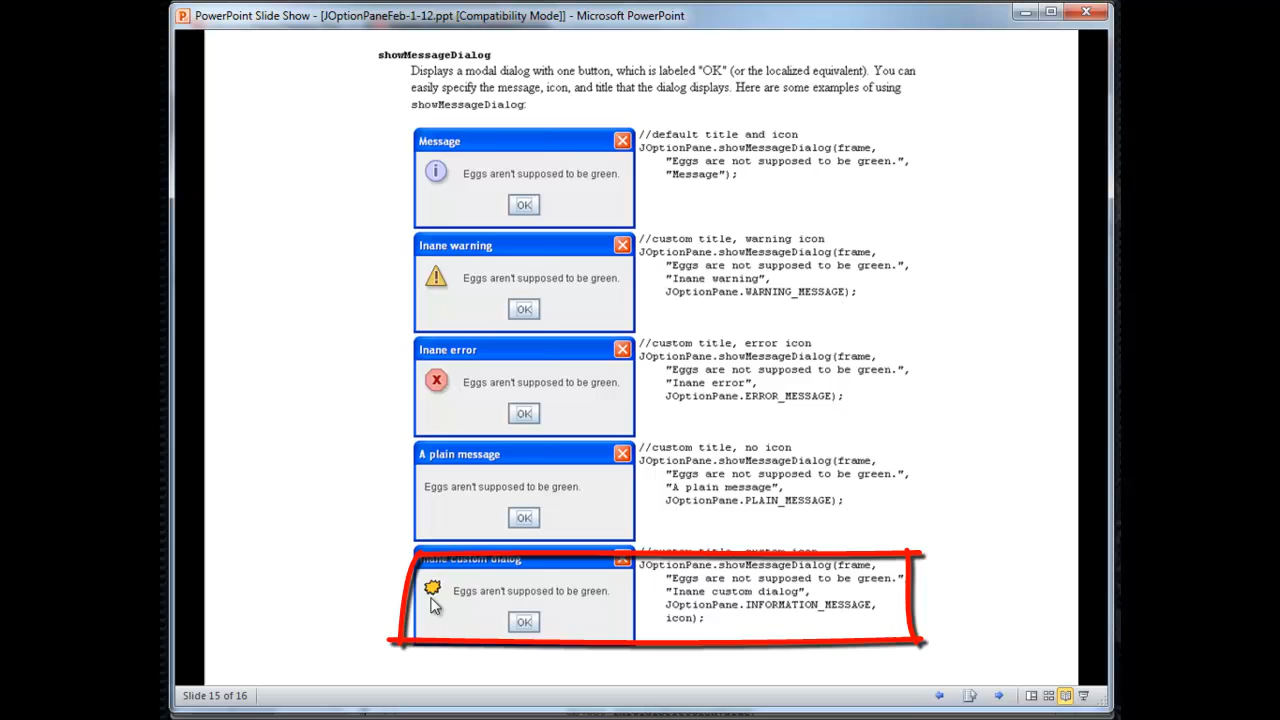 PowerPoint Slide Show - [JOptionPaneFeb-1-12.ppt [Compatibility Mode]] - Microsoft PowerPoint
showMessageDialog
Displays a modal dialog with one button, which is labeled "OK" (or the localized equivalent). You can
easily specify the message, icon, and title that the dialog displays. Here are some examples of using
showMessageDialog:
Message
Eggs aren't supposed to be green.
OK
//default title and icon
JOptionPane.showMessageDialog(frame,
"Eggs are not supposed to be green.",
"Message");
Inane warning
Eggs aren't supposed to be green.
OK
//custom title, warning icon
JOptionPane.showMessageDialog(frame,
"Eggs are not supposed to be green.",
"Inane warning",
JOptionPane.WARNING_MESSAGE);
Inane error
Eggs aren't supposed to be green.
OK
//custom title, error icon
JOptionPane.showMessageDialog(frame,
"Eggs are not supposed to be green.",
"Inane error",
JOptionPane.ERROR_MESSAGE);
A plain message
Eggs aren't supposed to be green.
OK
//custom title, no icon
JOptionPane.showMessageDialog(frame,
"Eggs are not supposed to be green.",
"A plain message",
JOptionPane.PLAIN_MESSAGE);
Inane custom dialog
Eggs aren't supposed to be green.
OK
//custom title, custom icon
JOptionPane.showMessageDialog(frame,
"Eggs are not supposed to be green."
"Inane custom dialog",
JOptionPane.INFORMATION_MESSAGE,
icon);
Slide 15 of 16